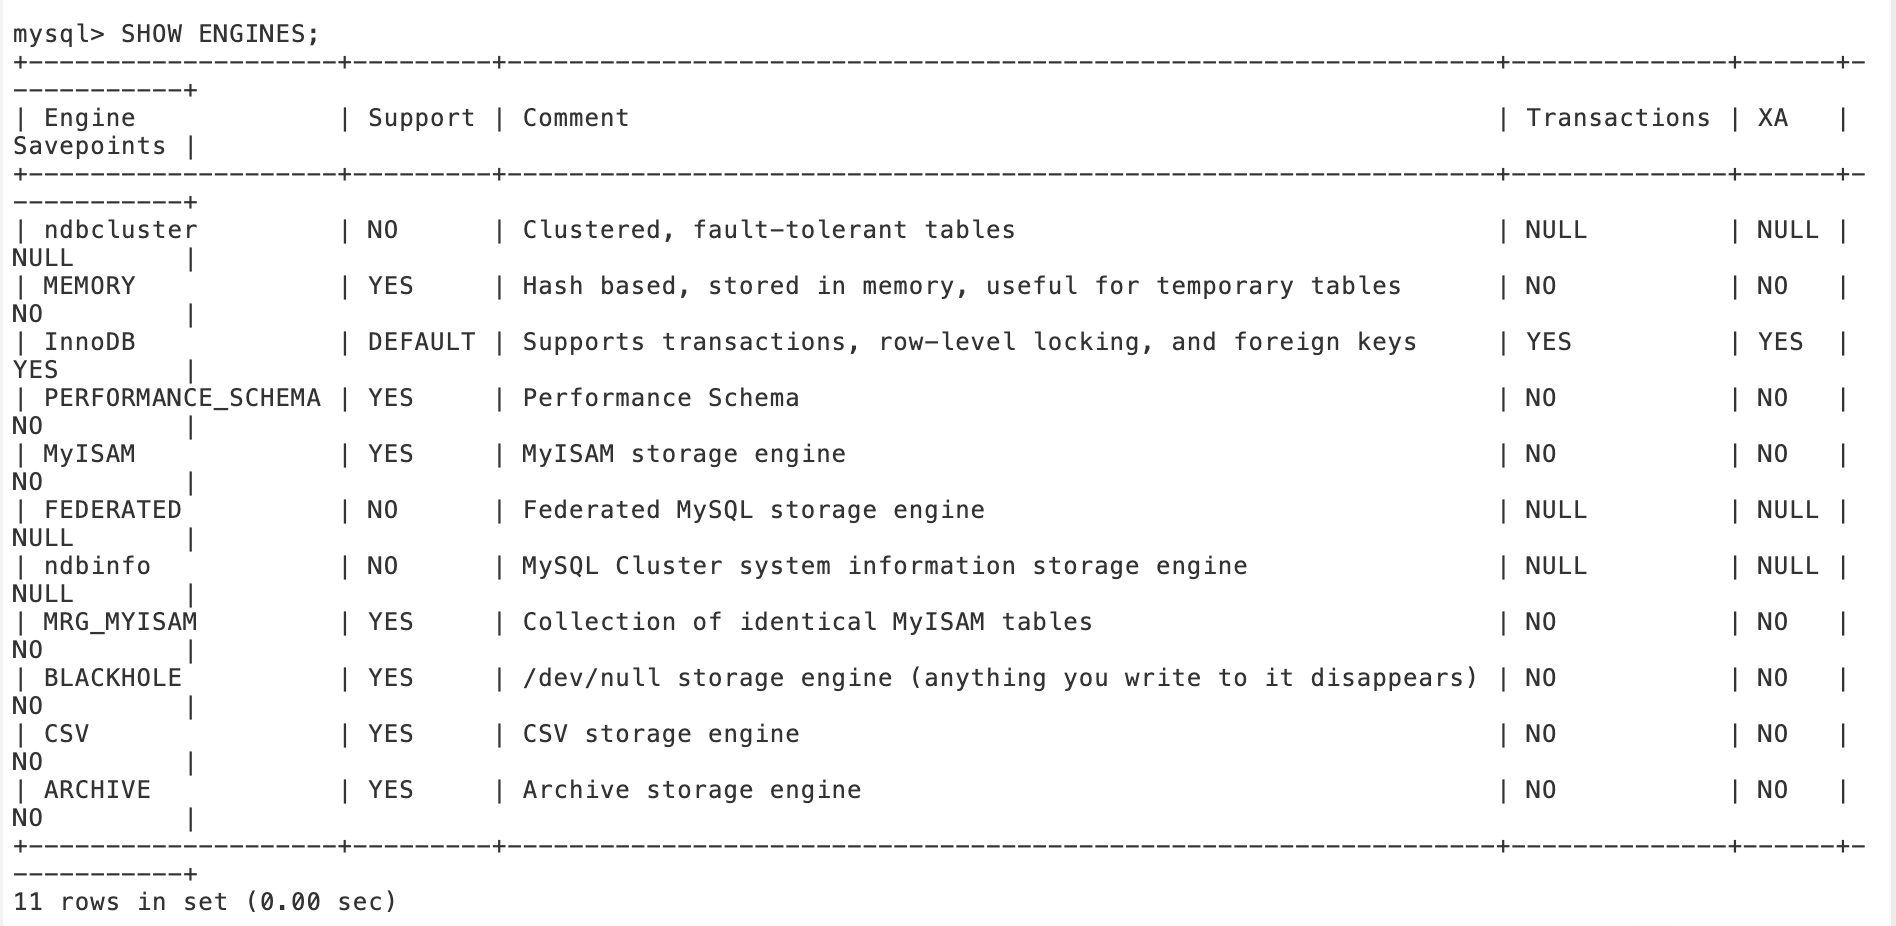 mysql> SHOW ENGINES;
+--------------------+---------+----------------------------------------------------------------+--------------+------+-
-----------+
| Engine             | Support | Comment                                                        | Transactions | XA   |
Savepoints |
+--------------------+---------+----------------------------------------------------------------+--------------+------+-
-----------+
| ndbcluster         | NO      | Clustered, fault-tolerant tables                               | NULL         | NULL |
NULL       |
| MEMORY             | YES     | Hash based, stored in memory, useful for temporary tables      | NO           | NO   |
NO         |
| InnoDB             | DEFAULT | Supports transactions, row-level locking, and foreign keys     | YES          | YES  |
YES        |
| PERFORMANCE_SCHEMA | YES     | Performance Schema                                             | NO           | NO   |
NO         |
| MyISAM             | YES     | MyISAM storage engine                                          | NO           | NO   |
NO         |
| FEDERATED          | NO      | Federated MySQL storage engine                                 | NULL         | NULL |
NULL       |
| ndbinfo            | NO      | MySQL Cluster system information storage engine                | NULL         | NULL |
NULL       |
| MRG_MYISAM         | YES     | Collection of identical MyISAM tables                          | NO           | NO   |
NO         |
| BLACKHOLE          | YES     | /dev/null storage engine (anything you write to it disappears) | NO           | NO   |
NO         |
| CSV                | YES     | CSV storage engine                                             | NO           | NO   |
NO         |
| ARCHIVE            | YES     | Archive storage engine                                         | NO           | NO   |
NO         |
+--------------------+---------+----------------------------------------------------------------+--------------+------+-
-----------+
11 rows in set (0.00 sec)